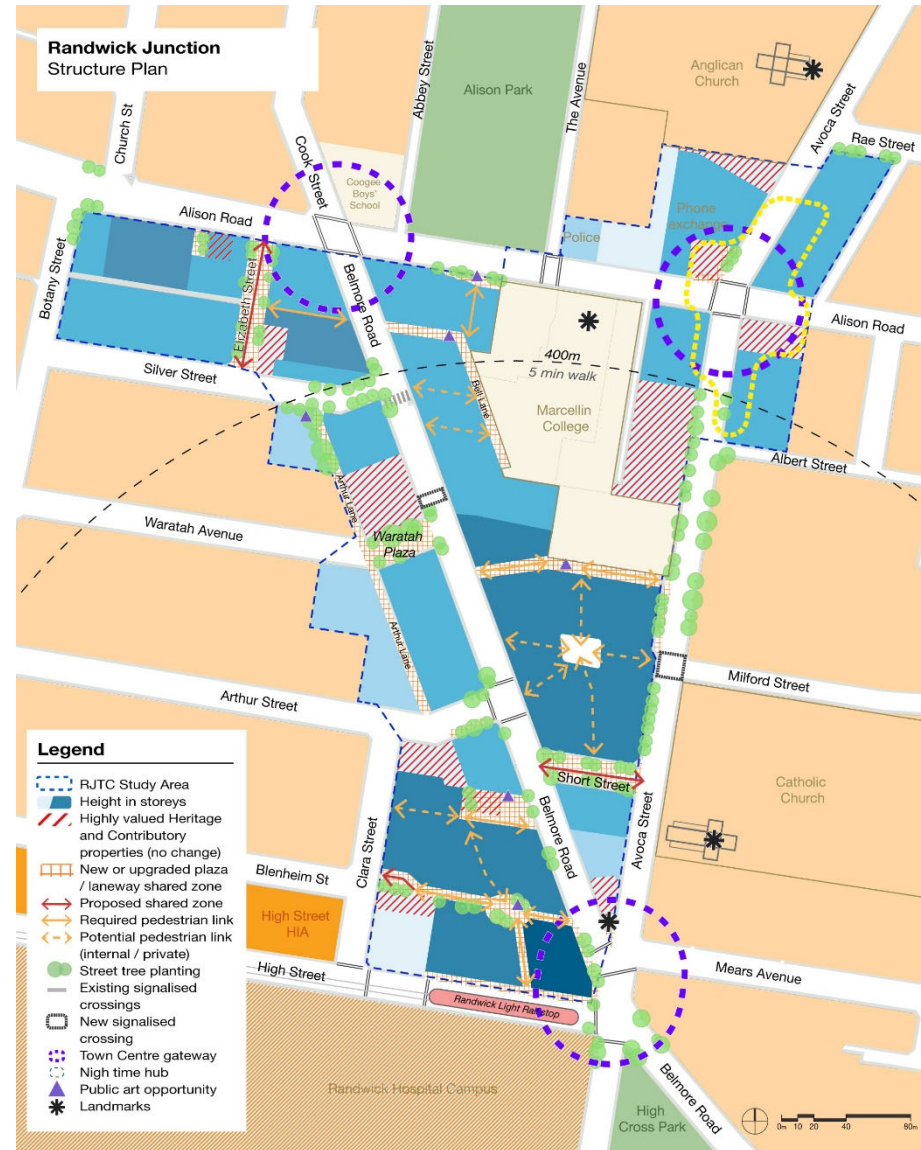 Randwick Junction
Structure Plan
Church St
Cook Street
Abbey Street
Alison Park
The Avenue
Anglican
Church
Avoca Street
Rae Street
Coogee
Boys'
School
Alison Road
Police
Phone
exchange
Botany Street
Elizabeth Street
Belmore Road
Alison Road
Silver Street
400m
5 min walk
Bell Lane
Marcellin
College
Albert Street
Arthur Lane
Waratah Avenue
Waratah
Plaza
Arthur Lane
Milford Street
Arthur Street
Short Street
Catholic
Church
Belmore Road
Avoca Street
Clara Street
Blenheim St
High Street
HIA
High Street
Mears Avenue
Randwick Light Rail stop
Randwick Hospital Campus
Belmore Road
High
Cross Park
Legend
RJTC Study Area
Height in storeys
Highly valued Heritage
and Contributory
properties (no change)
New or upgraded plaza
/ laneway shared zone
Proposed shared zone
Required pedestrian link
Potential pedestrian link
(internal / private)
Street tree planting
Existing signalised
crossings
New signalised
crossing
Town Centre gateway
Nigh time hub
Public art opportunity
Landmarks
0m 10 20 40 80m